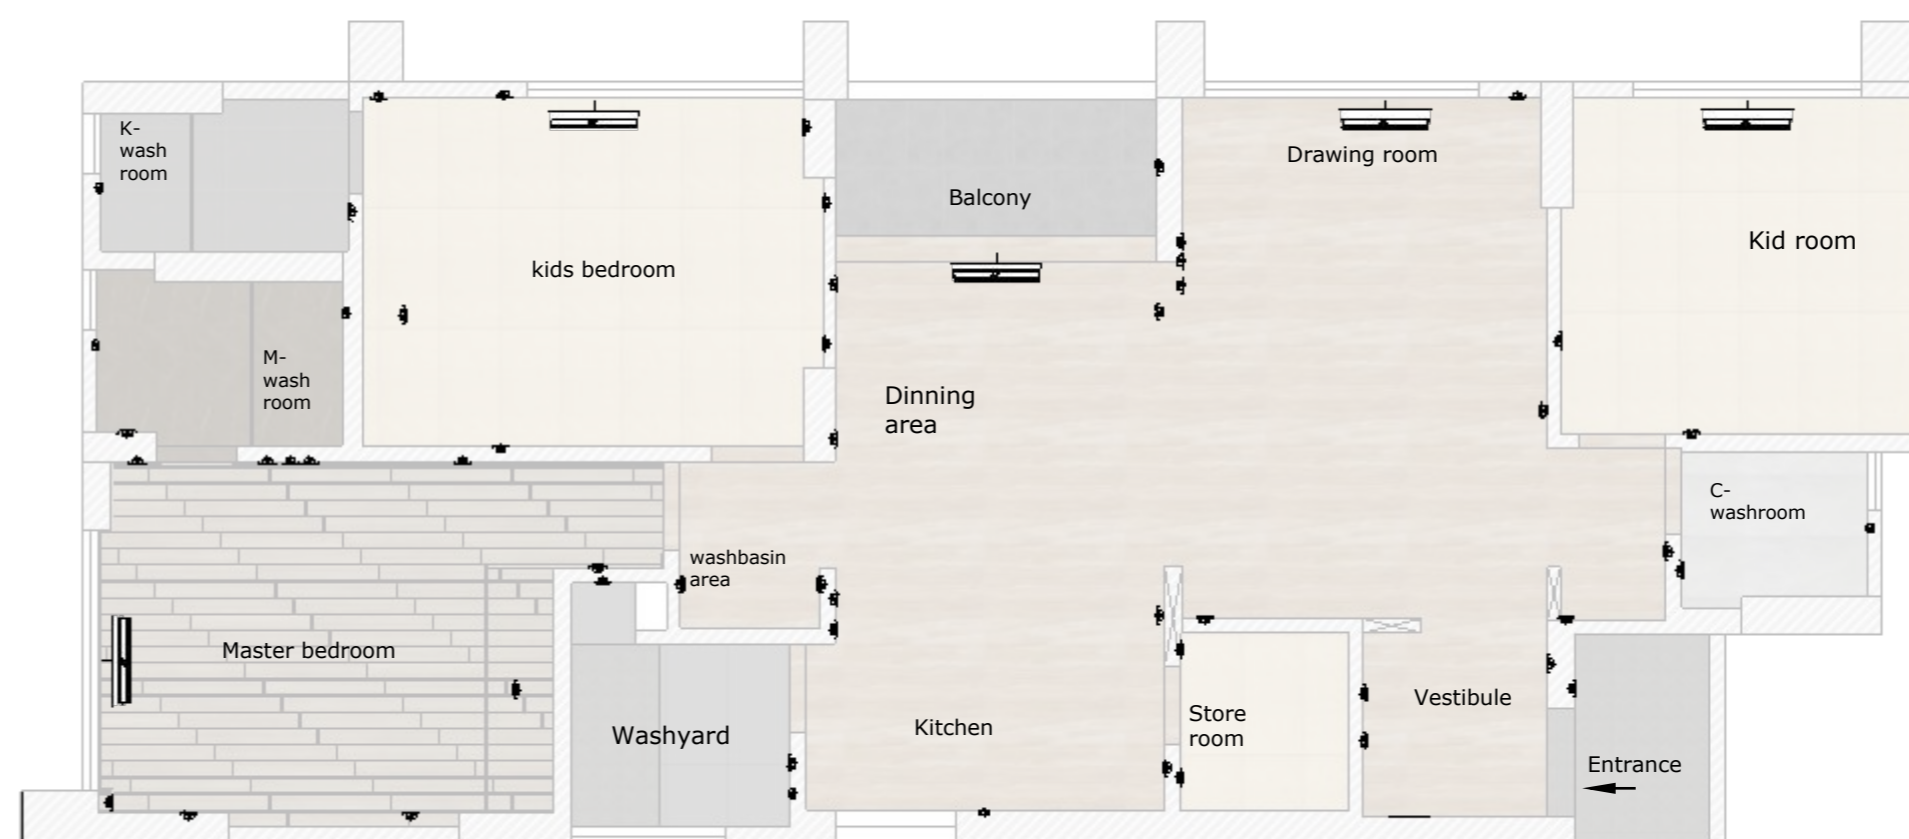 K-
wash
room
Drawing room
Balcony
Kid room
kids bedroom
M-
wash
room
Dinning
area
C-
washroom
washbasin
area
Master bedroom
Vestibule
Store
room
Kitchen
Washyard
Entrance